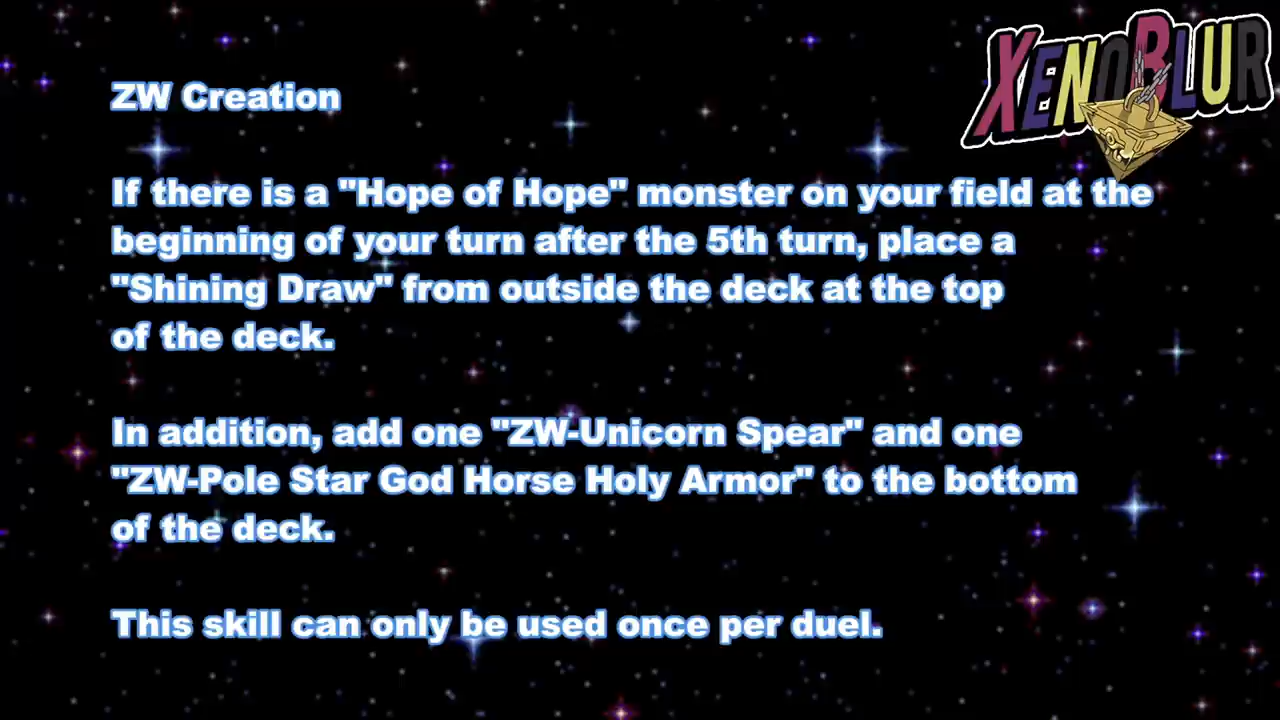 XENOBLUR
ZW Creation
If there is a "Hope of Hope" monster on your field at the
beginning of your turn after the 5th turn, place a
"Shining Draw" from outside the deck at the top
of the deck.
In addition, add one "ZW-Unicorn Spear" and one
"ZW-Pole Star God Horse Holy Armor" to the bottom
of the deck.
This skill can only be used once per duel.